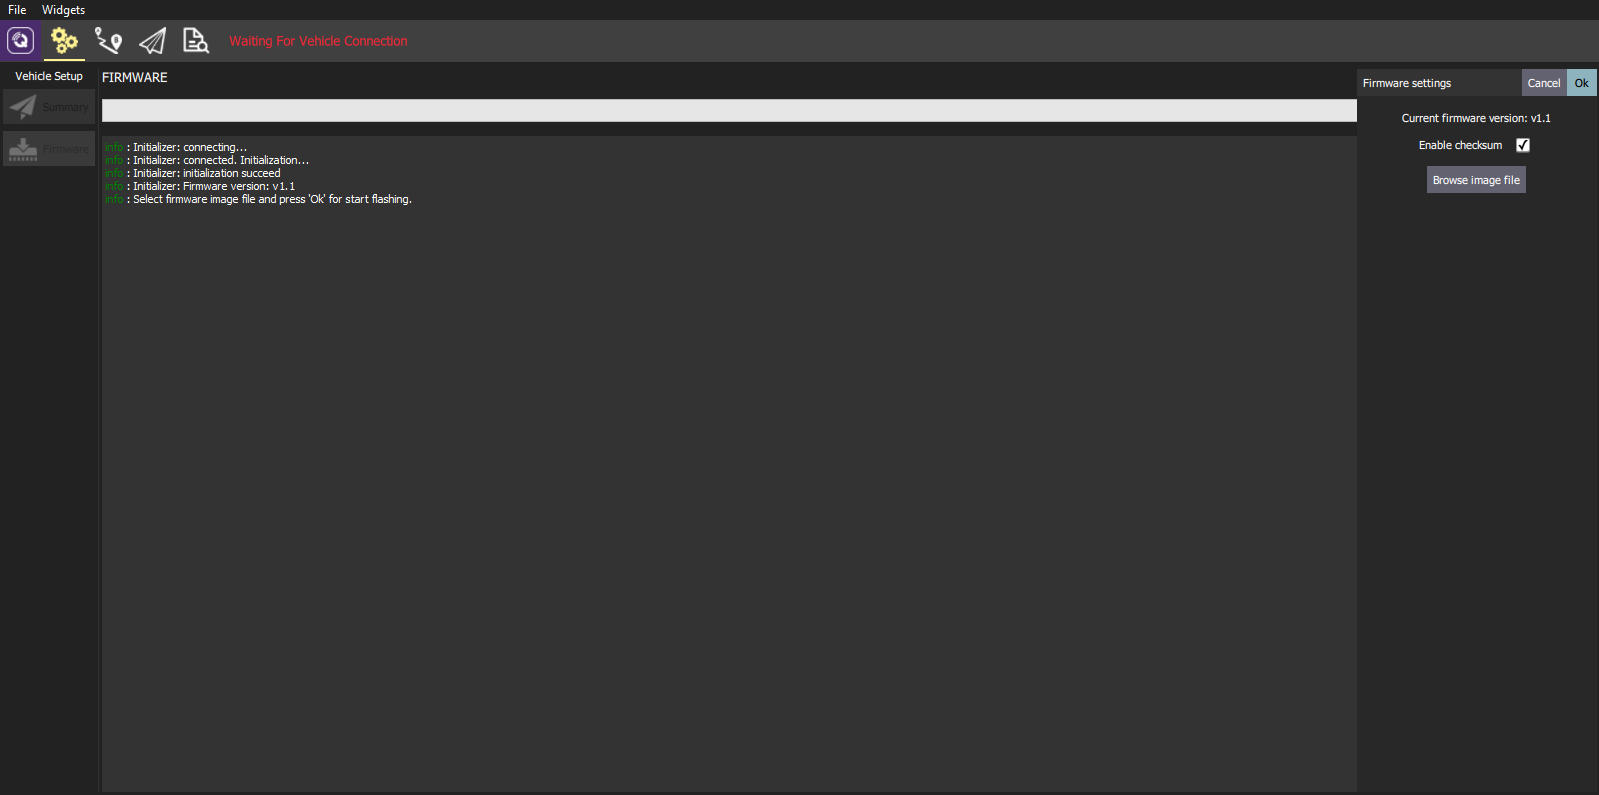 File Widgets
Waiting For Vehicle Connection
Vehicle Setup
Summary
Firmware
FIRMWARE
info : Initializer: connecting...
info : Initializer: connected. Initialization...
info : Initializer: initialization succeed
info : Initializer: Firmware version: v1.1
info : Select firmware image file and press 'Ok' for start flashing.
Firmware settings Cancel Ok
Current firmware version: v1.1
Enable checksum
Browse image file